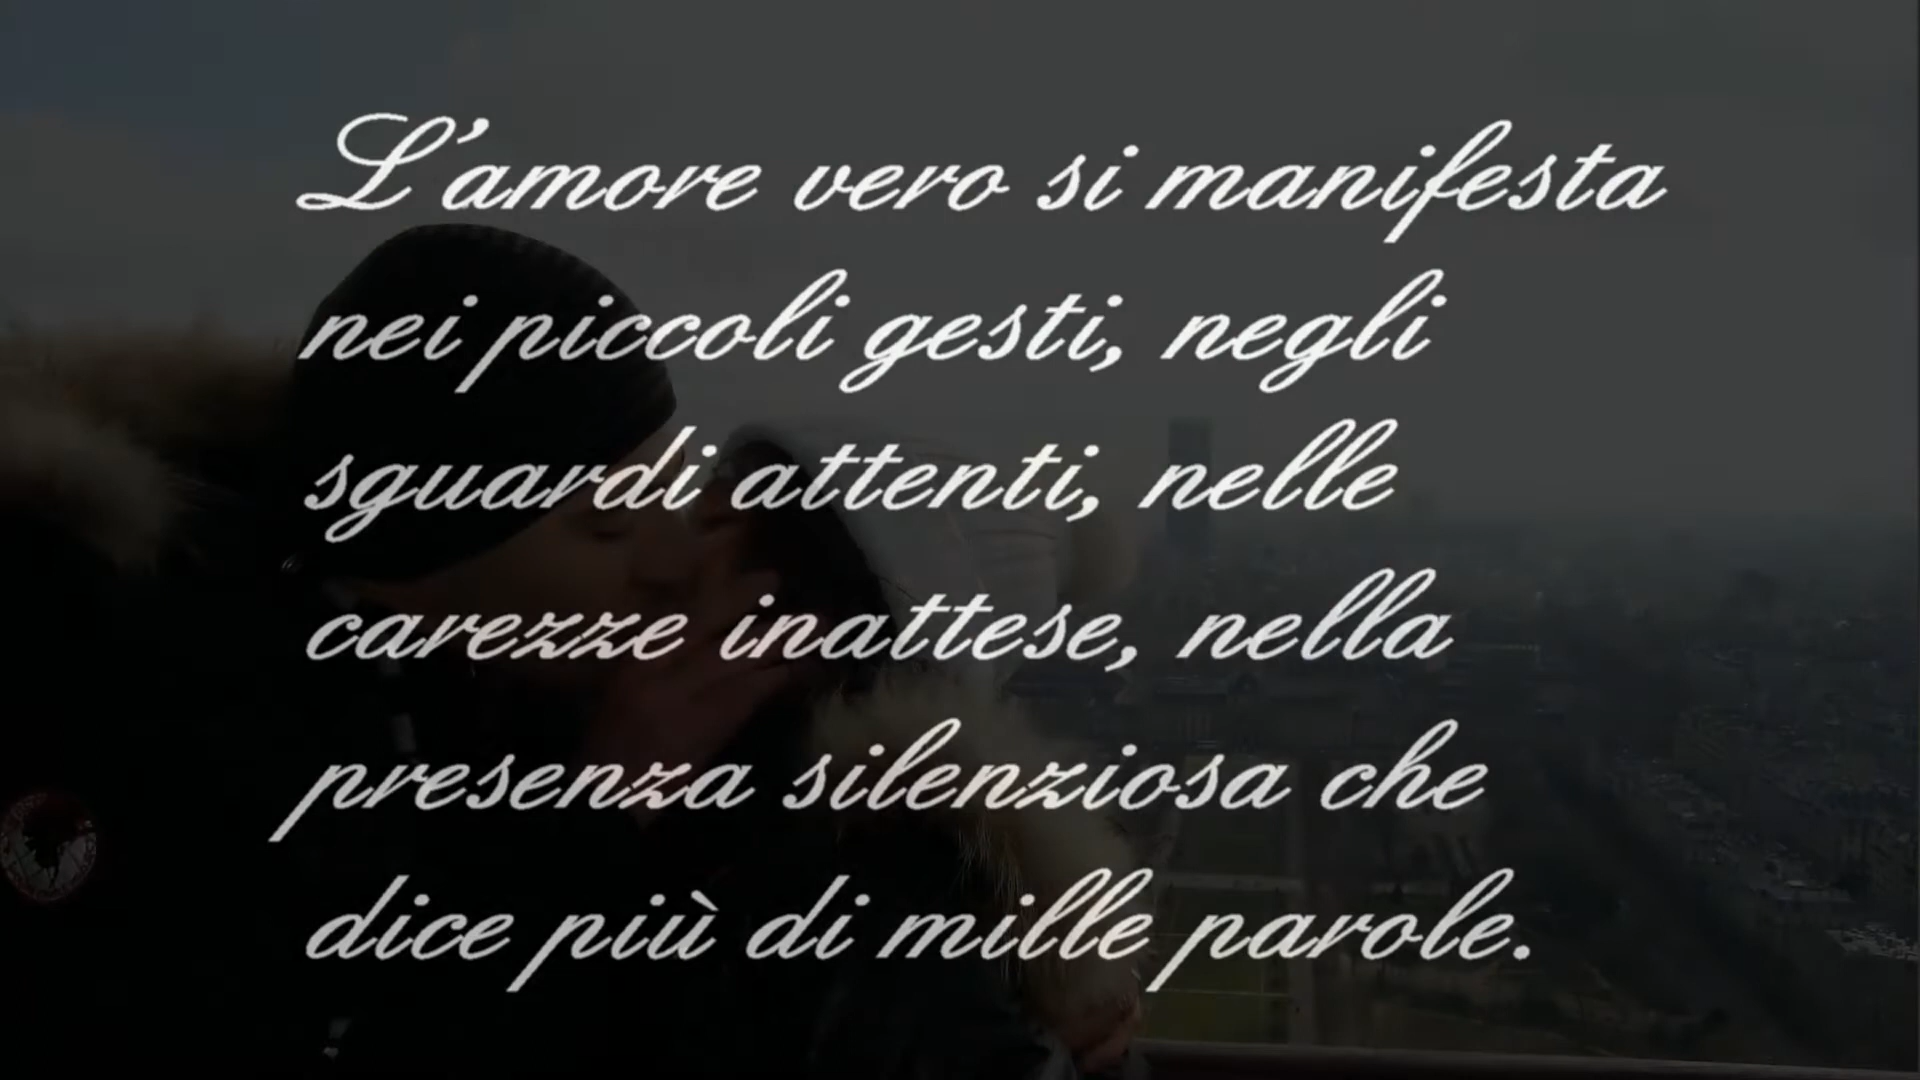 L'amore vero si manifesta
nei piccoli gesti, negli
sguardi attenti, nelle
carezze inattese, nella
presenza silenziosa che
dice più di mille parole.